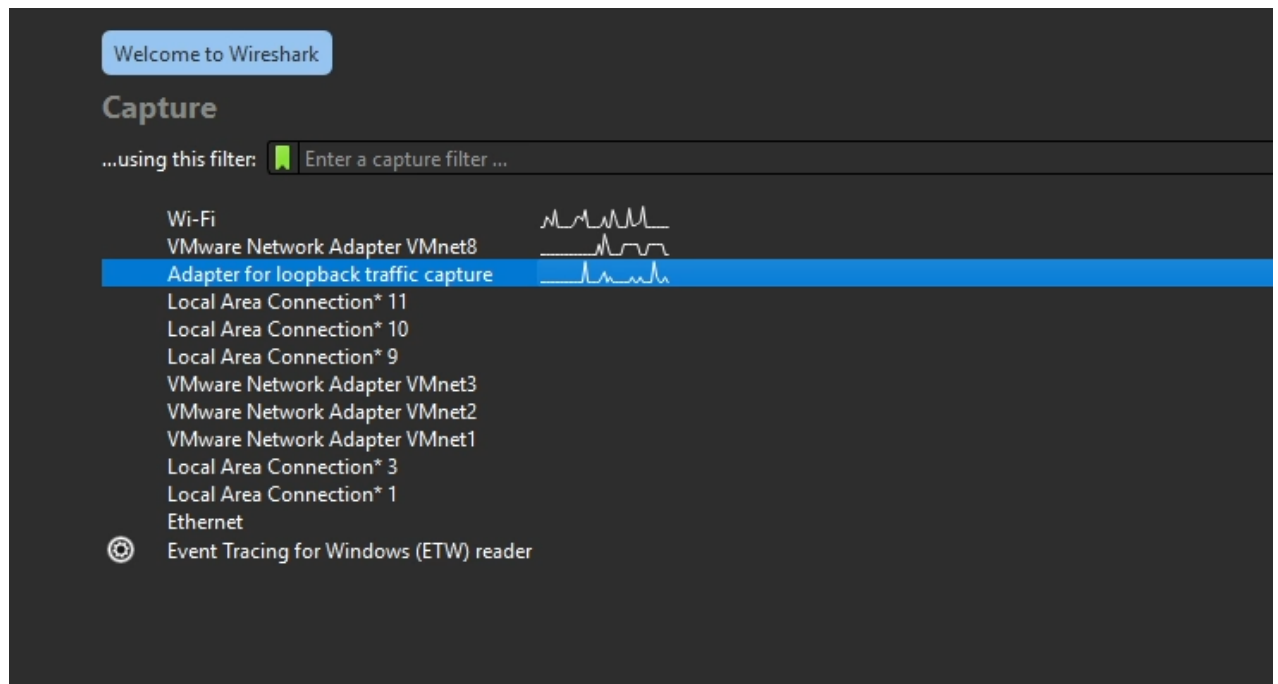 Welcome to Wireshark
Capture
...using this filter: Enter a capture filter ...
Wi-Fi
VMware Network Adapter VMnet8
Adapter for loopback traffic capture
Local Area Connection* 11
Local Area Connection* 10
Local Area Connection* 9
VMware Network Adapter VMnet3
VMware Network Adapter VMnet2
VMware Network Adapter VMnet1
Local Area Connection* 3
Local Area Connection* 1
Ethernet
Event Tracing for Windows (ETW) reader